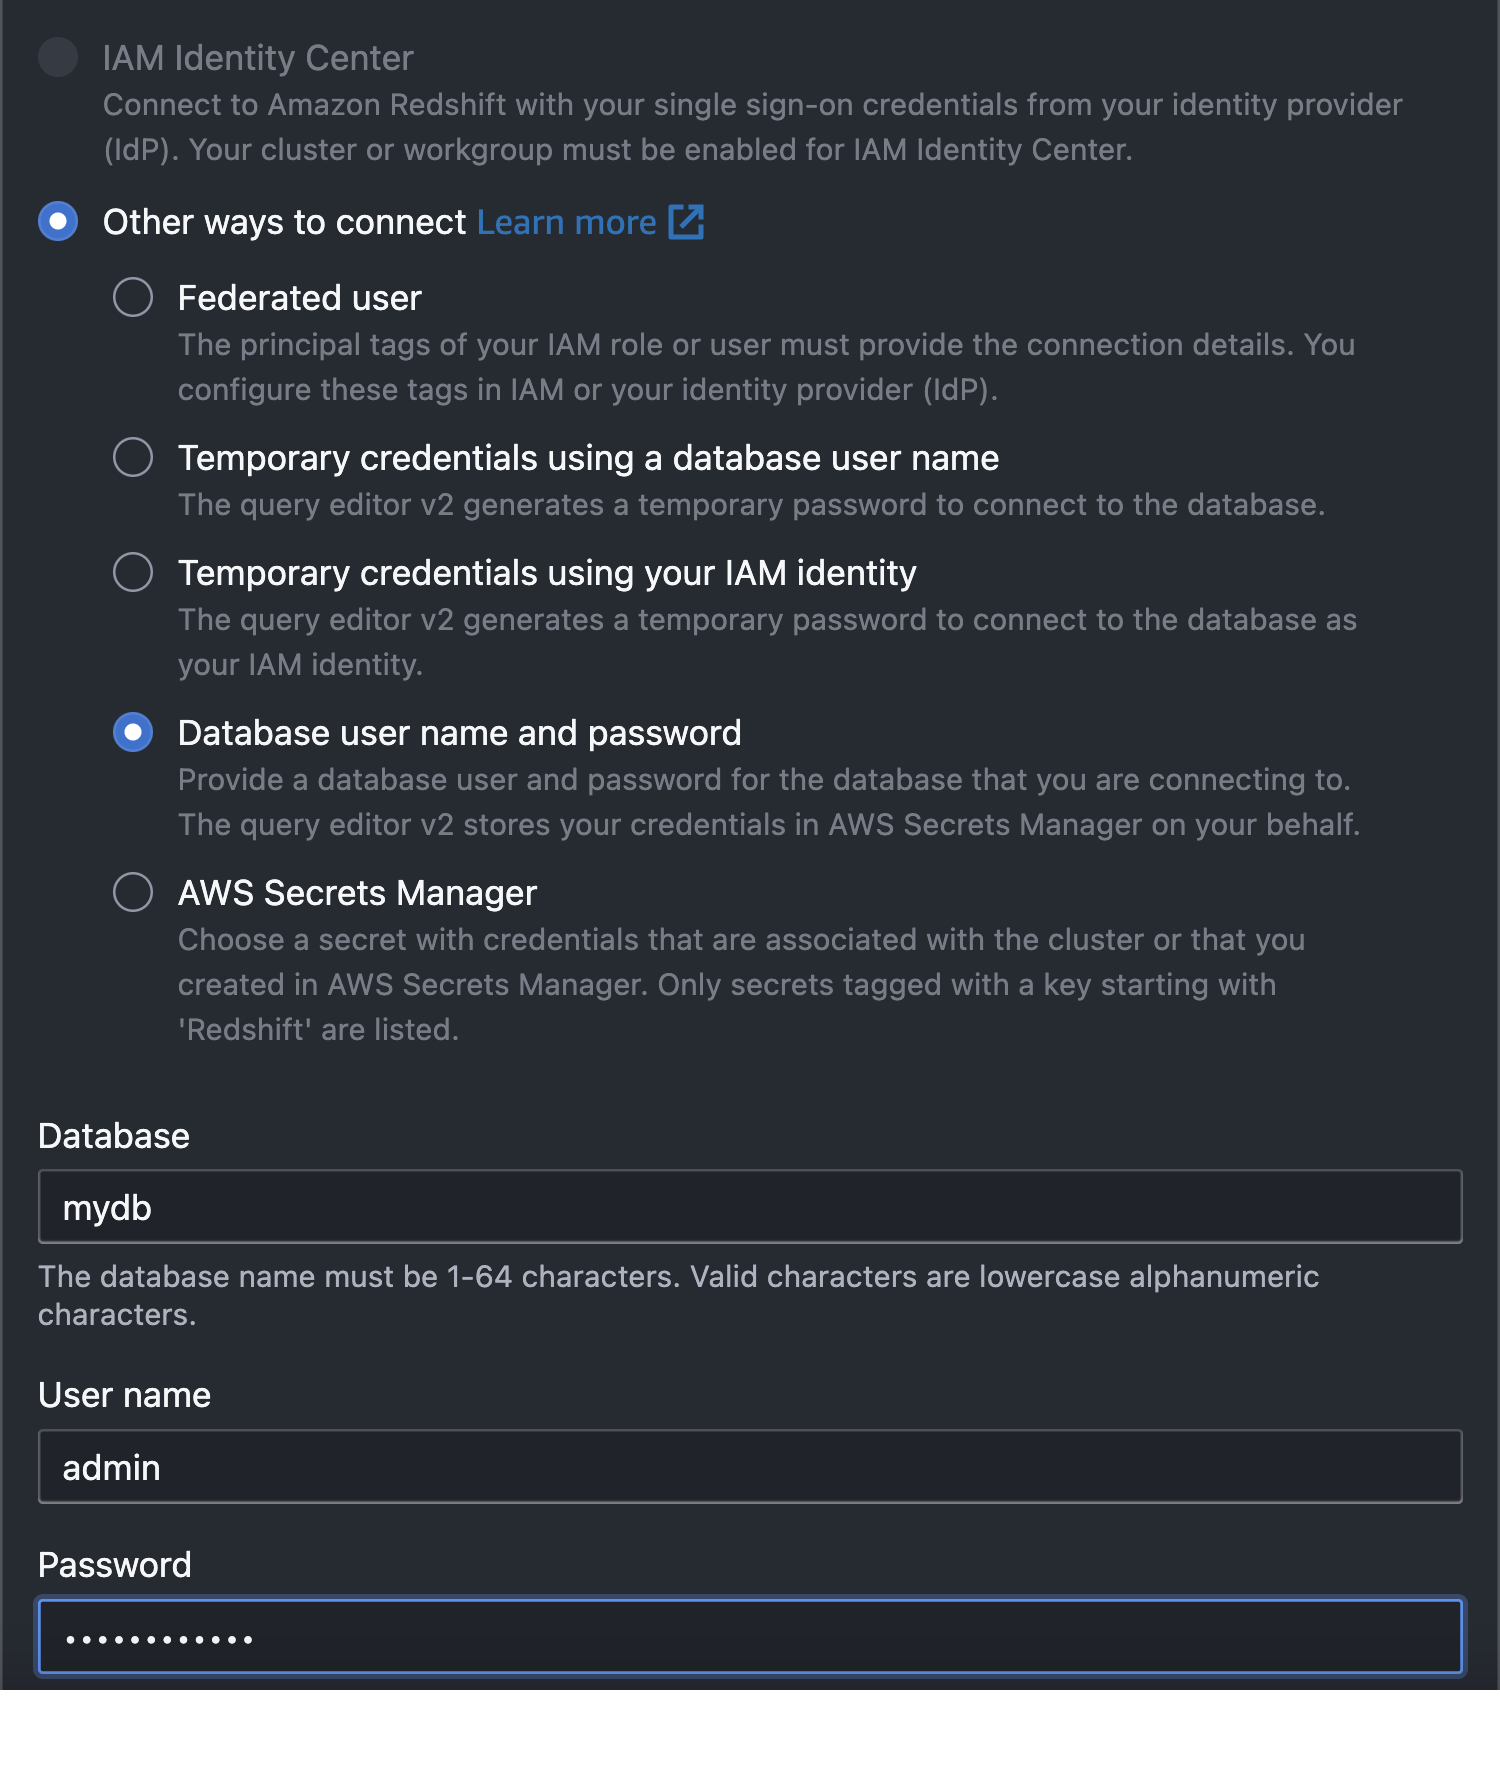 IAM Identity Center
Connect to Amazon Redshift with your single sign-on credentials from your identity provider
(IdP). Your cluster or workgroup must be enabled for IAM Identity Center.
Other ways to connect Learn more
Federated user
The principal tags of your IAM role or user must provide the connection details. You
configure these tags in IAM or your identity provider (IdP).
Temporary credentials using a database user name
The query editor v2 generates a temporary password to connect to the database.
Temporary credentials using your IAM identity
The query editor v2 generates a temporary password to connect to the database as
your IAM identity.
Database user name and password
Provide a database user and password for the database that you are connecting to.
The query editor v2 stores your credentials in AWS Secrets Manager on your behalf.
AWS Secrets Manager
Choose a secret with credentials that are associated with the cluster or that you
created in AWS Secrets Manager. Only secrets tagged with a key starting with
'Redshift' are listed.
Database
mydb
The database name must be 1-64 characters. Valid characters are lowercase alphanumeric
characters.
User name
admin
Password
••••••••••••